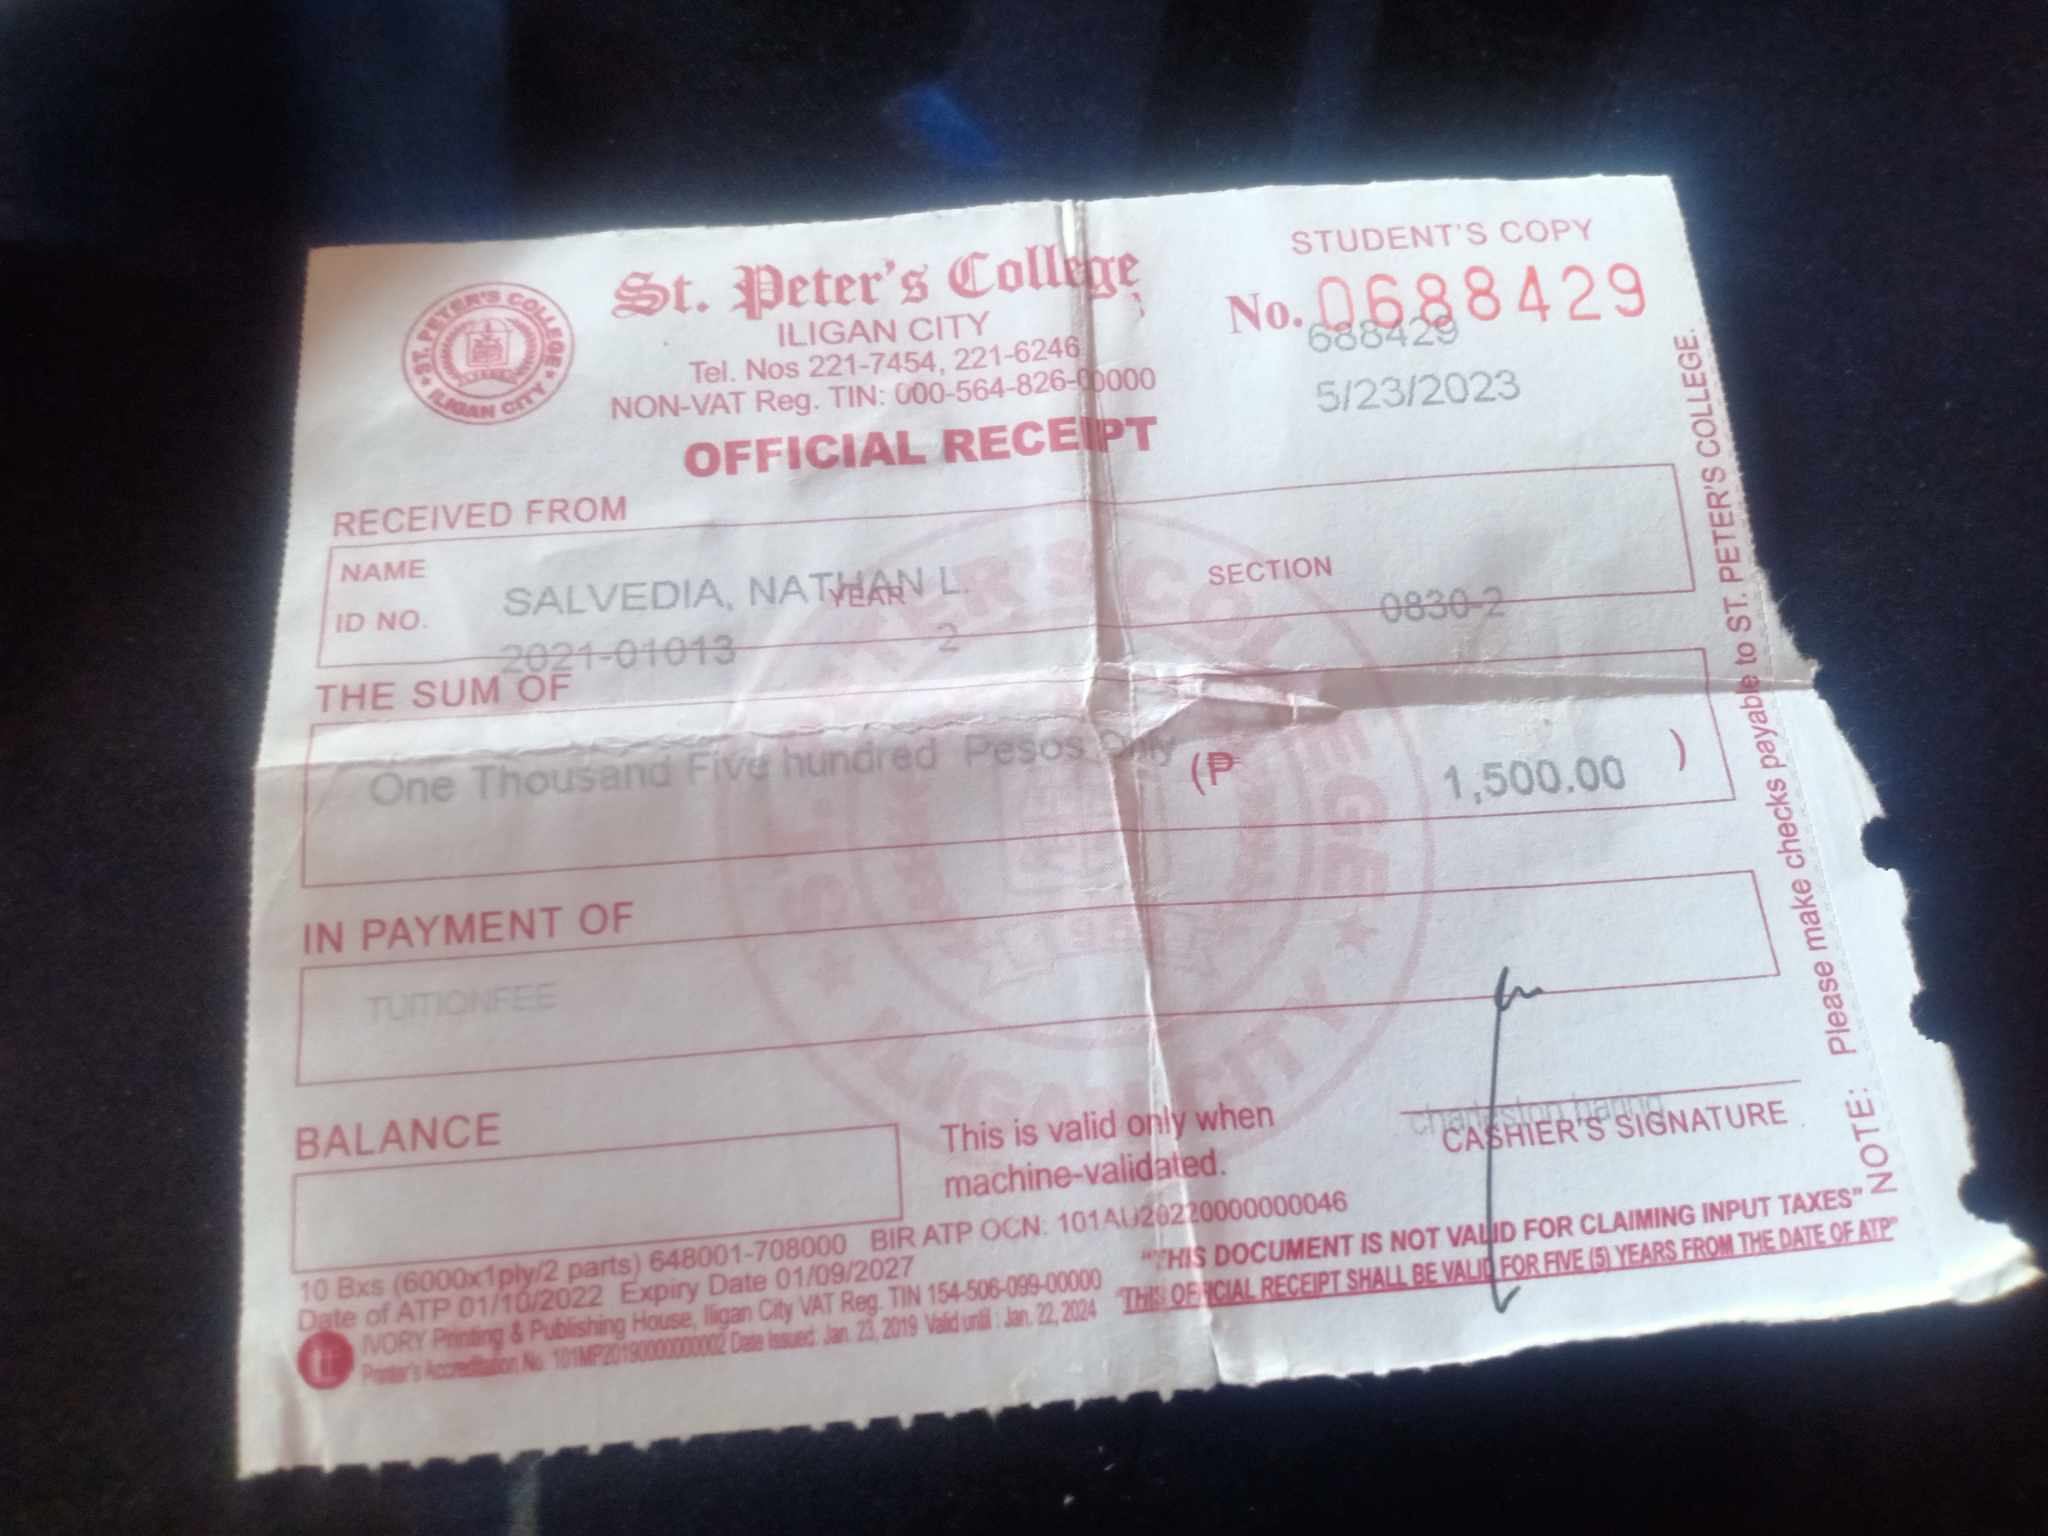 STUDENT'S COPY
St. Peter's College
No. 0688429
688429
ILIGAN CITY
Tel. Nos 221-7454, 221-6246
NON-VAT Reg. TIN: 000-564-826-00000
5/23/2023
OFFICIAL RECEIPT
ST. PETER'S COLLEGE
ILIGAN CITY
RECEIVED FROM
NAME SALVEDIA, NATHAN L.
YEAR SECTION
ID NO. 2021-01013 2 0830-2
THE SUM OF
One Thousand Five hundred Pesos Only (₱ 1,500.00 )
IN PAYMENT OF
TUITIONFEE
BALANCE
This is valid only when
machine-validated.
CASHIER'S SIGNATURE
10 Bxs (6000x1ply/2 parts) 648001-708000 BIR ATP OCN: 101AU20220000000046
Date of ATP 01/10/2022 Expiry Date 01/09/2027
IVORY Printing & Publishing House, Iligan City VAT Reg. TIN 154-506-099-00000
Printer's Accreditation No. 101MP20190000000002 Date Issued: Jan. 23, 2019 Valid until : Jan. 22, 2024
"THIS DOCUMENT IS NOT VALID FOR CLAIMING INPUT TAXES"
"THIS OFFICIAL RECEIPT SHALL BE VALID FOR FIVE (5) YEARS FROM THE DATE OF ATP"
NOTE: Please make checks payable to ST. PETER'S COLLEGE.
ST. PETER'S COLLEGE
ILIGAN CITY